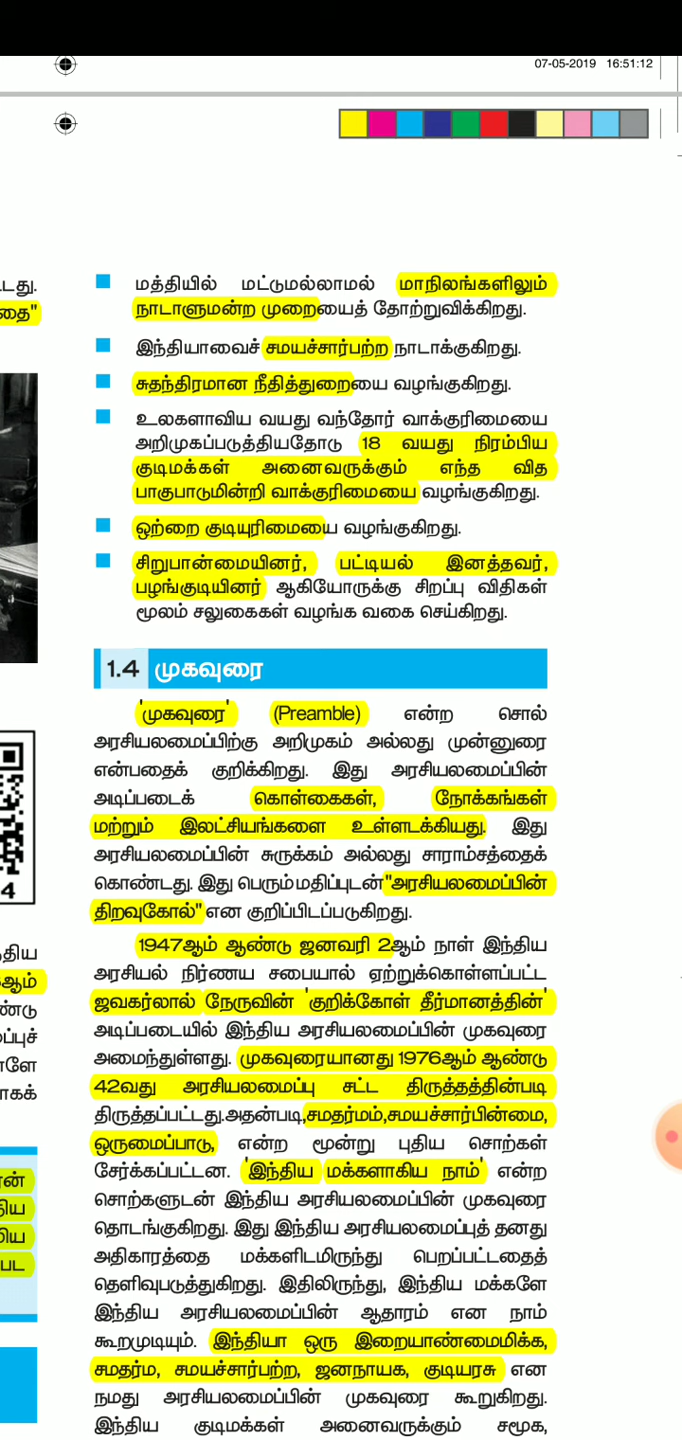 07-05-2019 16:51:12
டது.
தை"
மத்தியில் மட்டுமல்லாமல் மாநிலங்களிலும்
நாடாளுமன்ற முறையைத் தோற்றுவிக்கிறது.
இந்தியாவைச் சமயச்சார்பற்ற நாடாக்குகிறது.
சுதந்திரமான நீதித்துறையை வழங்குகிறது.
உலகளாவிய வயது வந்தோர் வாக்குரிமையை
அறிமுகப்படுத்தியதோடு 18 வயது நிரம்பிய
குடிமக்கள் அனைவருக்கும் எந்த வித
பாகுபாடுமின்றி வாக்குரிமையை வழங்குகிறது.
ஒற்றை குடியுரிமையை வழங்குகிறது.
சிறுபான்மையினர், பட்டியல் இனத்தவர்,
பழங்குடியினர் ஆகியோருக்கு சிறப்பு விதிகள்
மூலம் சலுகைகள் வழங்க வகை செய்கிறது.
1.4 முகவுரை
'முகவுரை' (Preamble) என்ற சொல்
அரசியலமைப்பிற்கு அறிமுகம் அல்லது முன்னுரை
என்பதைக் குறிக்கிறது. இது அரசியலமைப்பின்
அடிப்படைக் கொள்கைகள், நோக்கங்கள்
மற்றும் இலட்சியங்களை உள்ளடக்கியது. இது
அரசியலமைப்பின் சுருக்கம் அல்லது சாராம்சத்தைக்
கொண்டது. இது பெரும் மதிப்புடன் "அரசியலமைப்பின்
திறவுகோல்" என குறிப்பிடப்படுகிறது.
1947ஆம் ஆண்டு ஜனவரி 2ஆம் நாள் இந்திய
அரசியல் நிர்ணய சபையால் ஏற்றுக்கொள்ளப்பட்ட
ஜவகர்லால் நேருவின் 'குறிக்கோள் தீர்மானத்தின்'
அடிப்படையில் இந்திய அரசியலமைப்பின் முகவுரை
அமைந்துள்ளது. முகவுரையானது 1976ஆம் ஆண்டு
42வது அரசியலமைப்பு சட்ட திருத்தத்தின்படி
திருத்தப்பட்டது.அதன்படி,சமதர்மம்,சமயச்சார்பின்மை,
ஒருமைப்பாடு, என்ற மூன்று புதிய சொற்கள்
சேர்க்கப்பட்டன. 'இந்திய மக்களாகிய நாம்' என்ற
சொற்களுடன் இந்திய அரசியலமைப்பின் முகவுரை
தொடங்குகிறது. இது இந்திய அரசியலமைப்புத் தனது
அதிகாரத்தை மக்களிடமிருந்து பெறப்பட்டதைத்
தெளிவுபடுத்துகிறது. இதிலிருந்து, இந்திய மக்களே
இந்திய அரசியலமைப்பின் ஆதாரம் என நாம்
கூறமுடியும். இந்தியா ஒரு இறையாண்மைமிக்க,
சமதர்ம, சமயச்சார்பற்ற, ஜனநாயக, குடியரசு என
நமது அரசியலமைப்பின் முகவுரை கூறுகிறது.
இந்திய குடிமக்கள் அனைவருக்கும் சமூக,